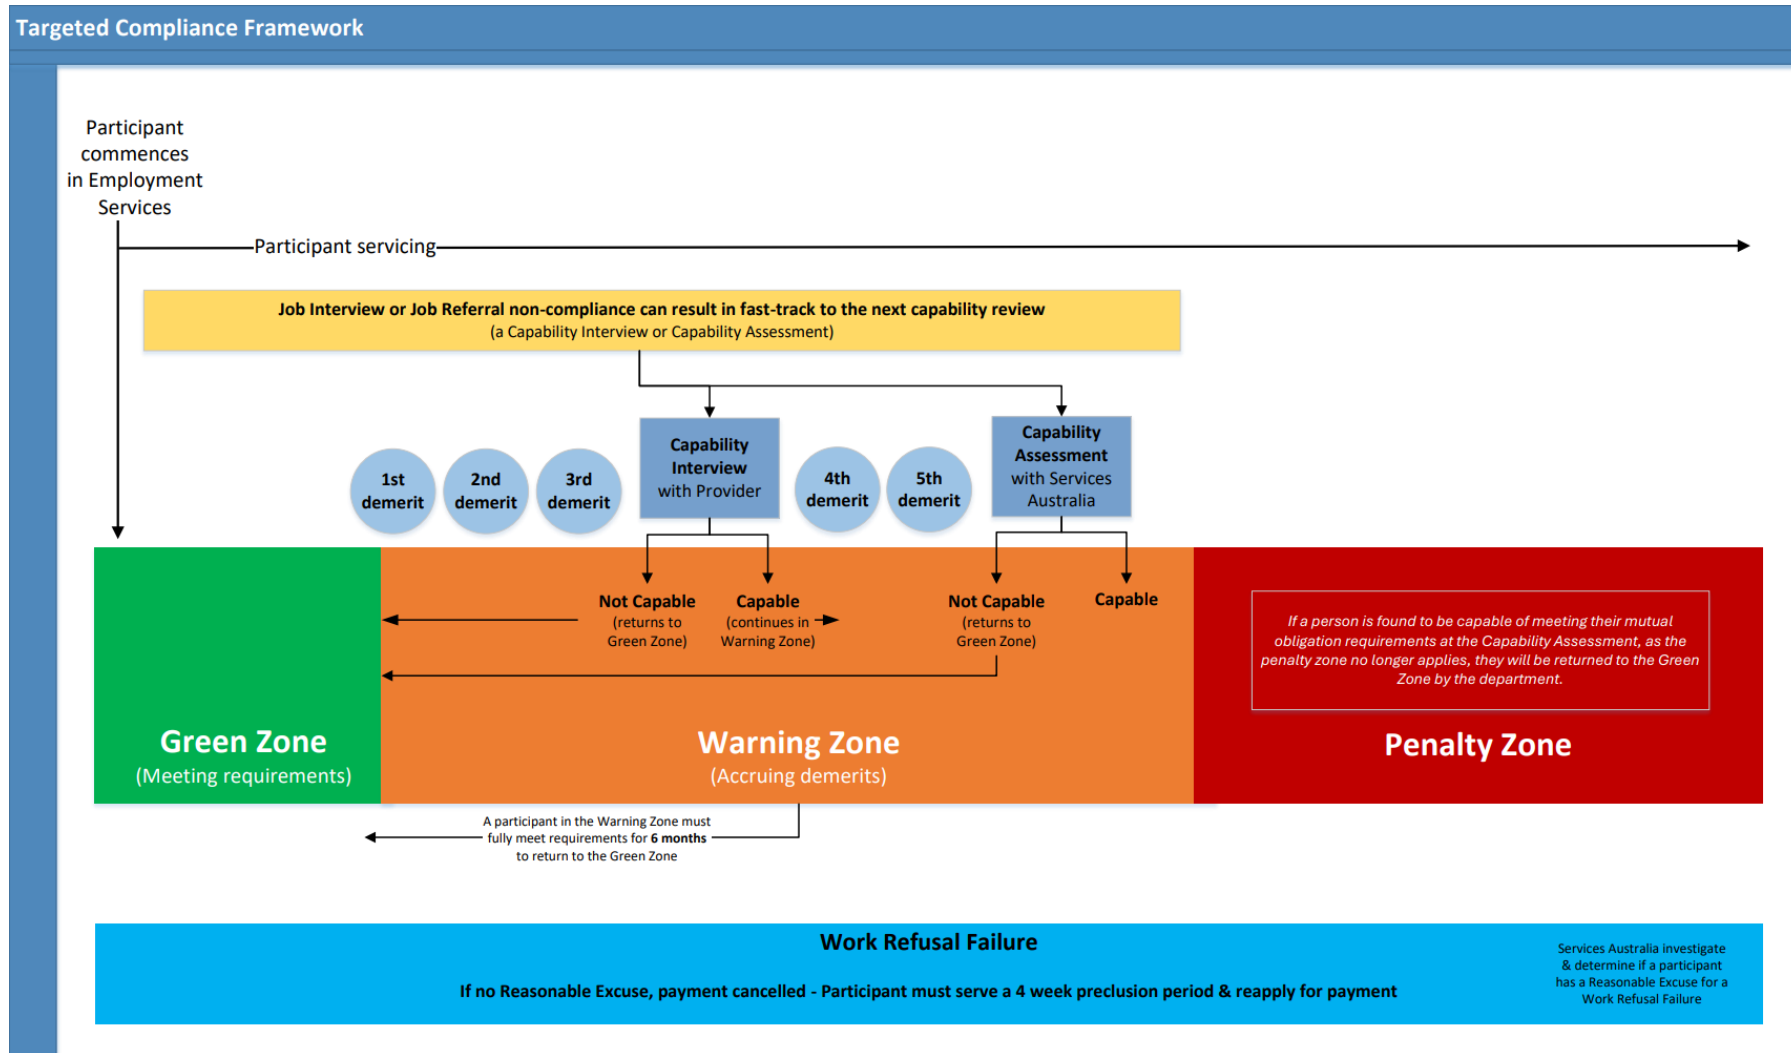 Targeted Compliance Framework
Participant
commences
in Employment
Services
Participant servicing
Job Interview or Job Referral non-compliance can result in fast-track to the next capability review
(a Capability Interview or Capability Assessment)
1st
demerit
2nd
demerit
3rd
demerit
Capability
Interview
with Provider
4th
demerit
5th
demerit
Capability
Assessment
with Services
Australia
Not Capable
(returns to
Green Zone)
Capable
(continues in
Warning Zone)
Not Capable
(returns to
Green Zone)
Capable
If a person is found to be capable of meeting their mutual
obligation requirements at the Capability Assessment, as the
penalty zone no longer applies, they will be returned to the Green
Zone by the department.
Green Zone
(Meeting requirements)
Warning Zone
(Accruing demerits)
Penalty Zone
A participant in the Warning Zone must
fully meet requirements for 6 months
to return to the Green Zone
Work Refusal Failure
If no Reasonable Excuse, payment cancelled - Participant must serve a 4 week preclusion period & reapply for payment
Services Australia investigate
& determine if a participant
has a Reasonable Excuse for a
Work Refusal Failure